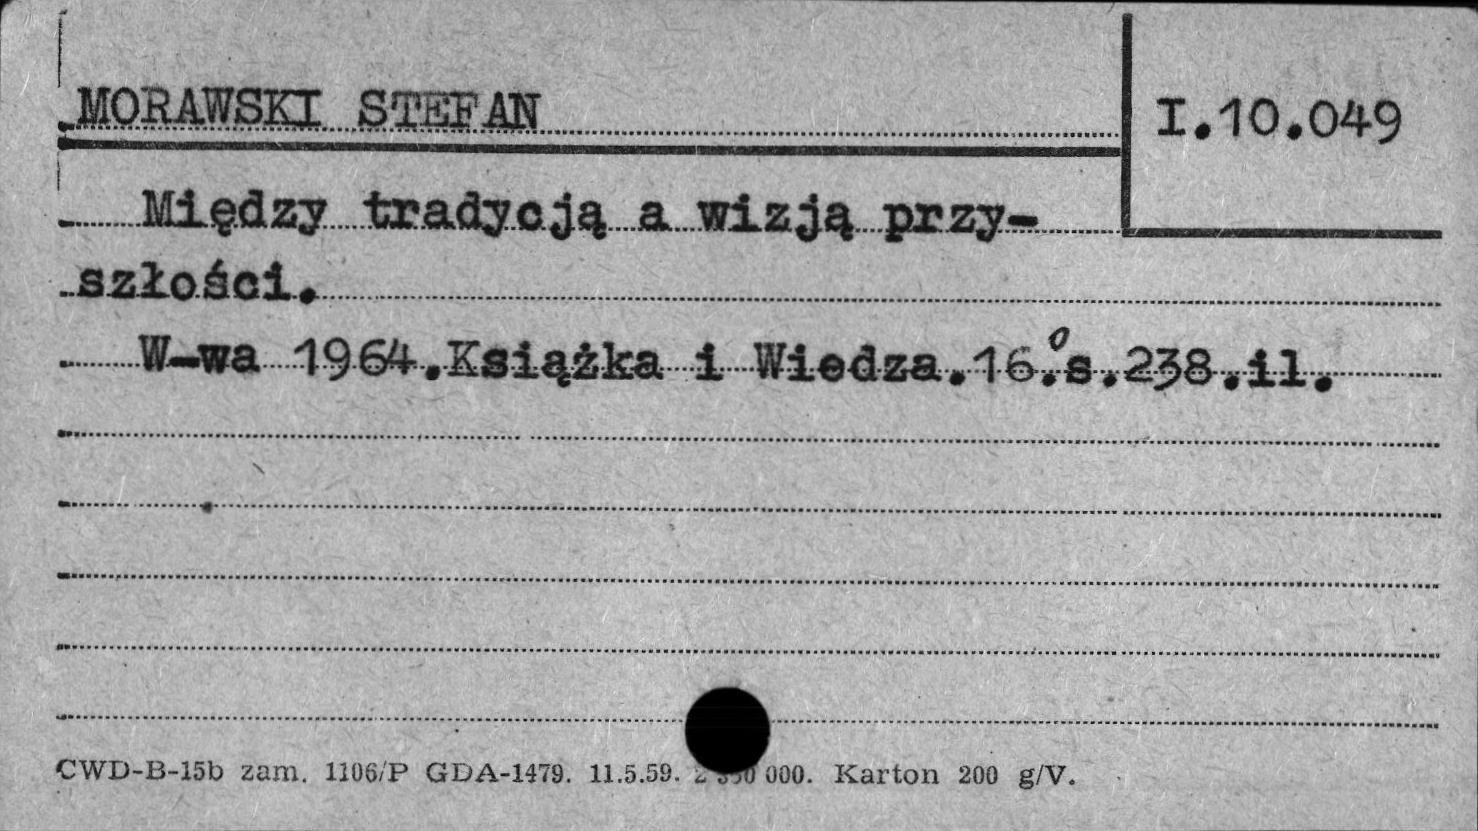 MORAWSKI STEFAN
I.10.049
Między tradycją a wizją przy-
szłości.
W-wa 1964.Książka i Wiedza.16.⁰s.238.il.
CWD-B-15b zam. 1106/P GDA-1479. 11.5.59. 000. Karton 200 g/V.